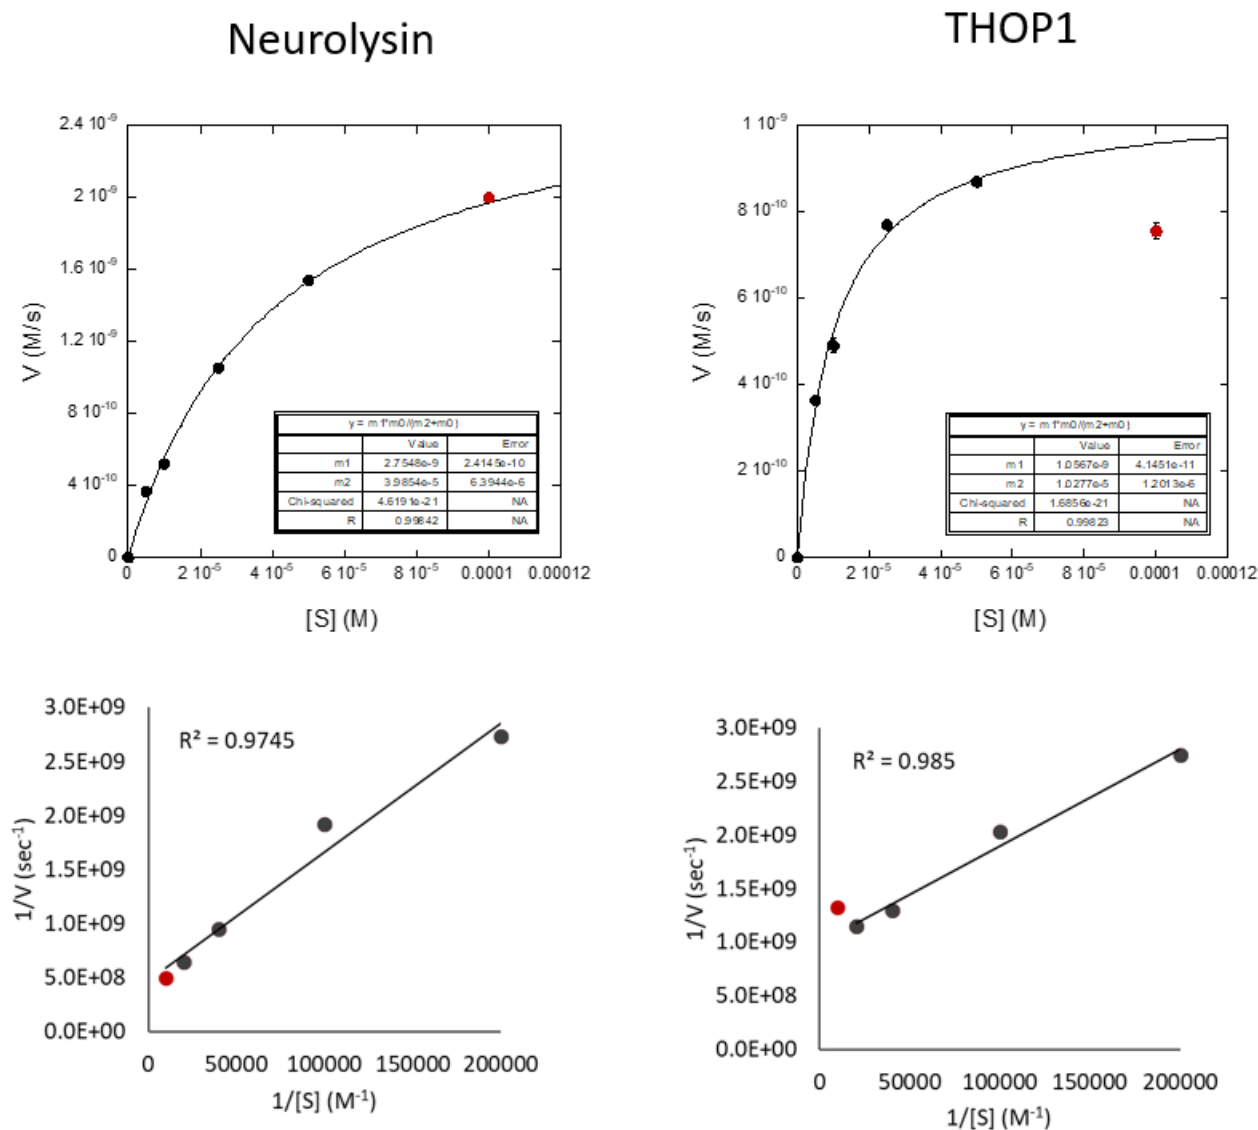 Neurolysin
THOP1
2.4 10⁻⁹
2 10⁻⁹
1.6 10⁻⁹
1.2 10⁻⁹
8 10⁻¹⁰
4 10⁻¹⁰
0
V (M/s)
0 2 10⁻⁵ 4 10⁻⁵ 6 10⁻⁵ 8 10⁻⁵ 0.0001 0.00012
[S] (M)
y = m1*m0/(m2+m0)
Value Error
m1 2.7548e-9 2.4145e-10
m2 3.9854e-5 6.3944e-6
Chi-squared 4.6191e-21 NA
R 0.99842 NA
1 10⁻⁹
8 10⁻¹⁰
6 10⁻¹⁰
4 10⁻¹⁰
2 10⁻¹⁰
0
V (M/s)
0 2 10⁻⁵ 4 10⁻⁵ 6 10⁻⁵ 8 10⁻⁵ 0.0001 0.00012
[S] (M)
y = m1*m0/(m2+m0)
Value Error
m1 1.0567e-9 4.1451e-11
m2 1.0277e-5 1.2013e-6
Chi-squared 1.6856e-21 NA
R 0.99823 NA
3.0E+09
2.5E+09
2.0E+09
1.5E+09
1.0E+09
5.0E+08
0.0E+00
1/V (sec⁻¹)
R² = 0.9745
0 50000 100000 150000 200000
1/[S] (M⁻¹)
3.0E+09
2.5E+09
2.0E+09
1.5E+09
1.0E+09
5.0E+08
0.0E+00
1/V (sec⁻¹)
R² = 0.985
0 50000 100000 150000 200000
1/[S] (M⁻¹)